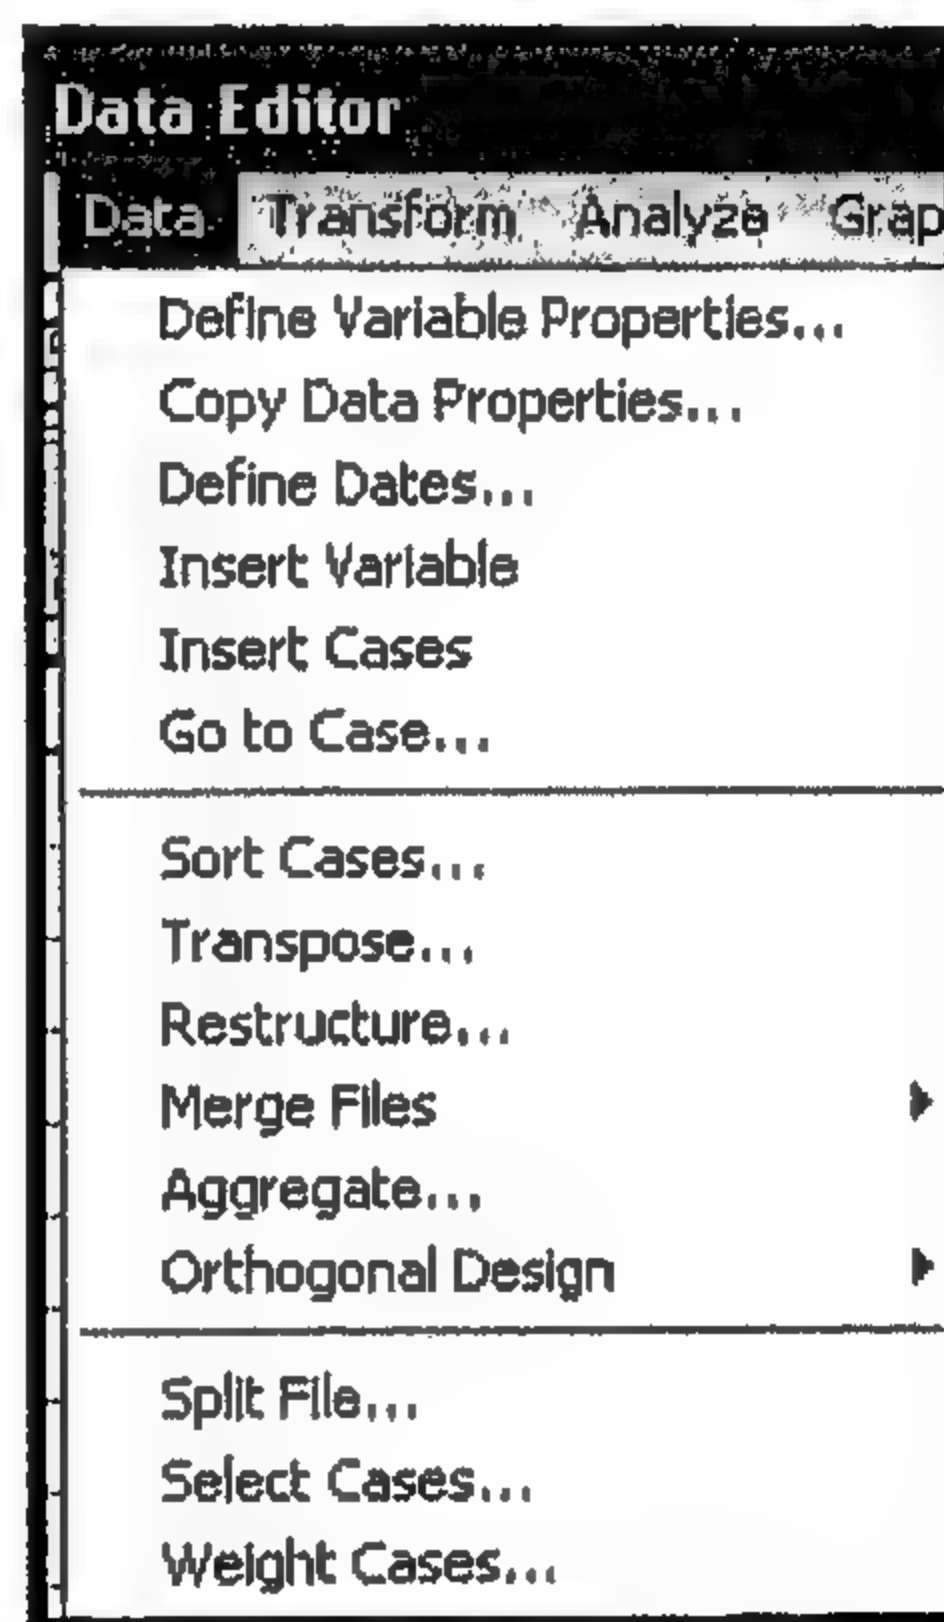 Data Editor
Data Transform Analyze Grap
Define Variable Properties...
Copy Data Properties...
Define Dates...
Insert Variable
Insert Cases
Go to Case...
Sort Cases...
Transpose...
Restructure...
Merge Files
Aggregate...
Orthogonal Design
Split File...
Select Cases...
Weight Cases...